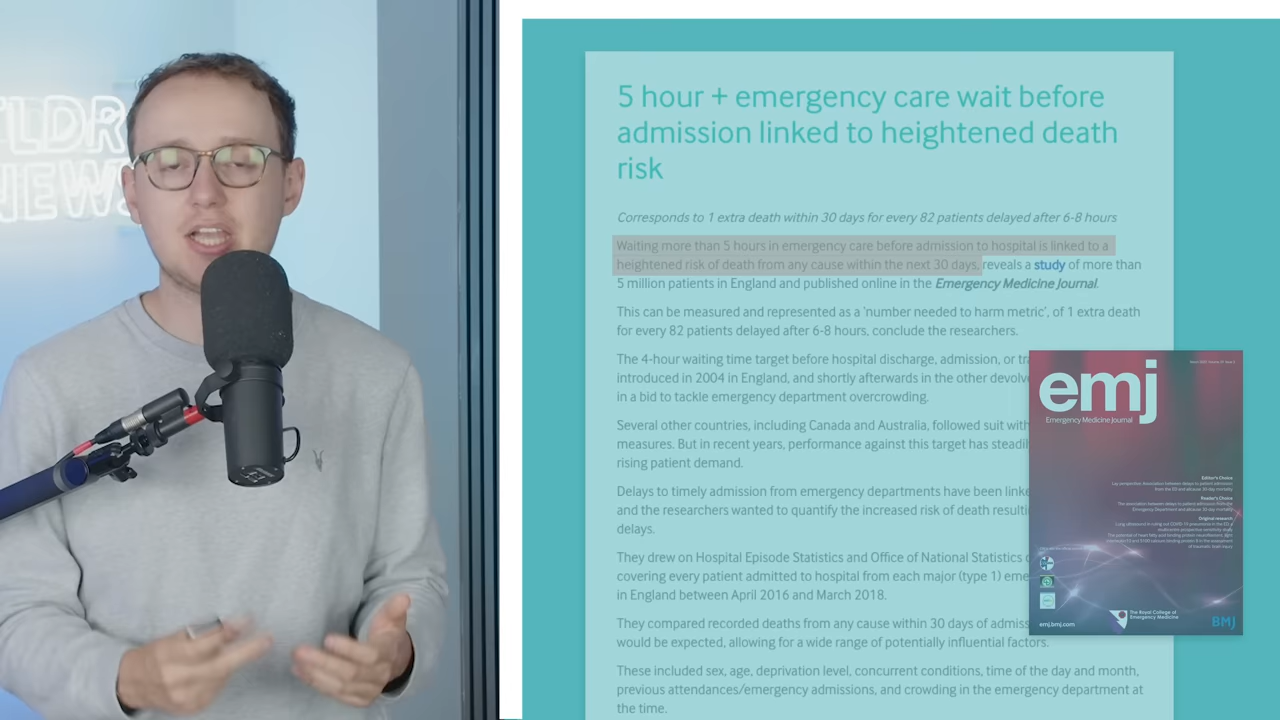 TLDR
NEWS
5 hour + emergency care wait before
admission linked to heightened death
risk
Corresponds to 1 extra death within 30 days for every 82 patients delayed after 6-8 hours
Waiting more than 5 hours in emergency care before admission to hospital is linked to a
heightened risk of death from any cause within the next 30 days, reveals a study of more than
5 million patients in England and published online in the Emergency Medicine Journal.
This can be measured and represented as a 'number needed to harm metric', of 1 extra death
for every 82 patients delayed after 6-8 hours, conclude the researchers.
The 4-hour waiting time target before hospital discharge, admission, or
introduced in 2004 in England, and shortly afterwards in the other
in a bid to tackle emergency department overcrowding.
Several other countries, including Canada and Australia, followed suit with
measures. But in recent years, performance against this target has
rising patient demand.
Delays to timely admission from emergency departments have been
and the researchers wanted to quantify the increased risk of death
delays.
They drew on Hospital Episode Statistics and Office of National Statistics
covering every patient admitted to hospital from each major (type 1)
in England between April 2016 and March 2018.
They compared recorded deaths from any cause within 30 days of
would be expected, allowing for a wide range of potentially influential factors.
These included sex, age, deprivation level, concurrent conditions, time of the day and month,
previous attendances/emergency admissions, and crowding in the emergency department at
the time.
emj
Emergency Medicine Journal
Editor's Choice
Reader's Choice
Original research
The Royal College of
Emergency Medicine
emj.bmj.com
BMJ